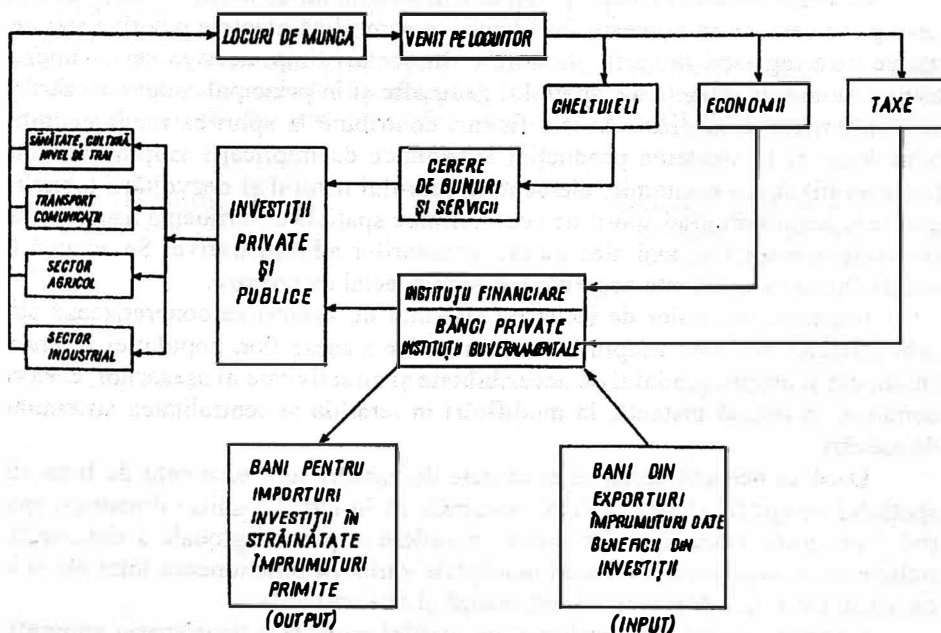 LOCURI DE MUNCĂ
VENIT PE LOCUITOR
CHELTUIELI
ECONOMII
TAXE
SĂNĂTATE, CULTURĂ,
NIVEL DE TRAI
TRANSPORT
COMUNICAȚII
SECTOR
AGRICOL
SECTOR
INDUSTRIAL
INVESTIȚII
PRIVATE
ȘI
PUBLICE
CERERE
DE BUNURI
ȘI SERVICII
INSTITUȚII FINANCIARE
BĂNCI PRIVATE
INSTITUȚII GUVERNAMENTALE
BANI PENTRU
IMPORTURI
INVESTIȚII ÎN
STRĂINĂTATE
ÎMPRUMUTURI
PRIMITE
(OUTPUT)
BANI DIN
EXPORTURI
ÎMPRUMUTURI DATE
BENEFICII DIN
INVESTIȚII
(INPUT)